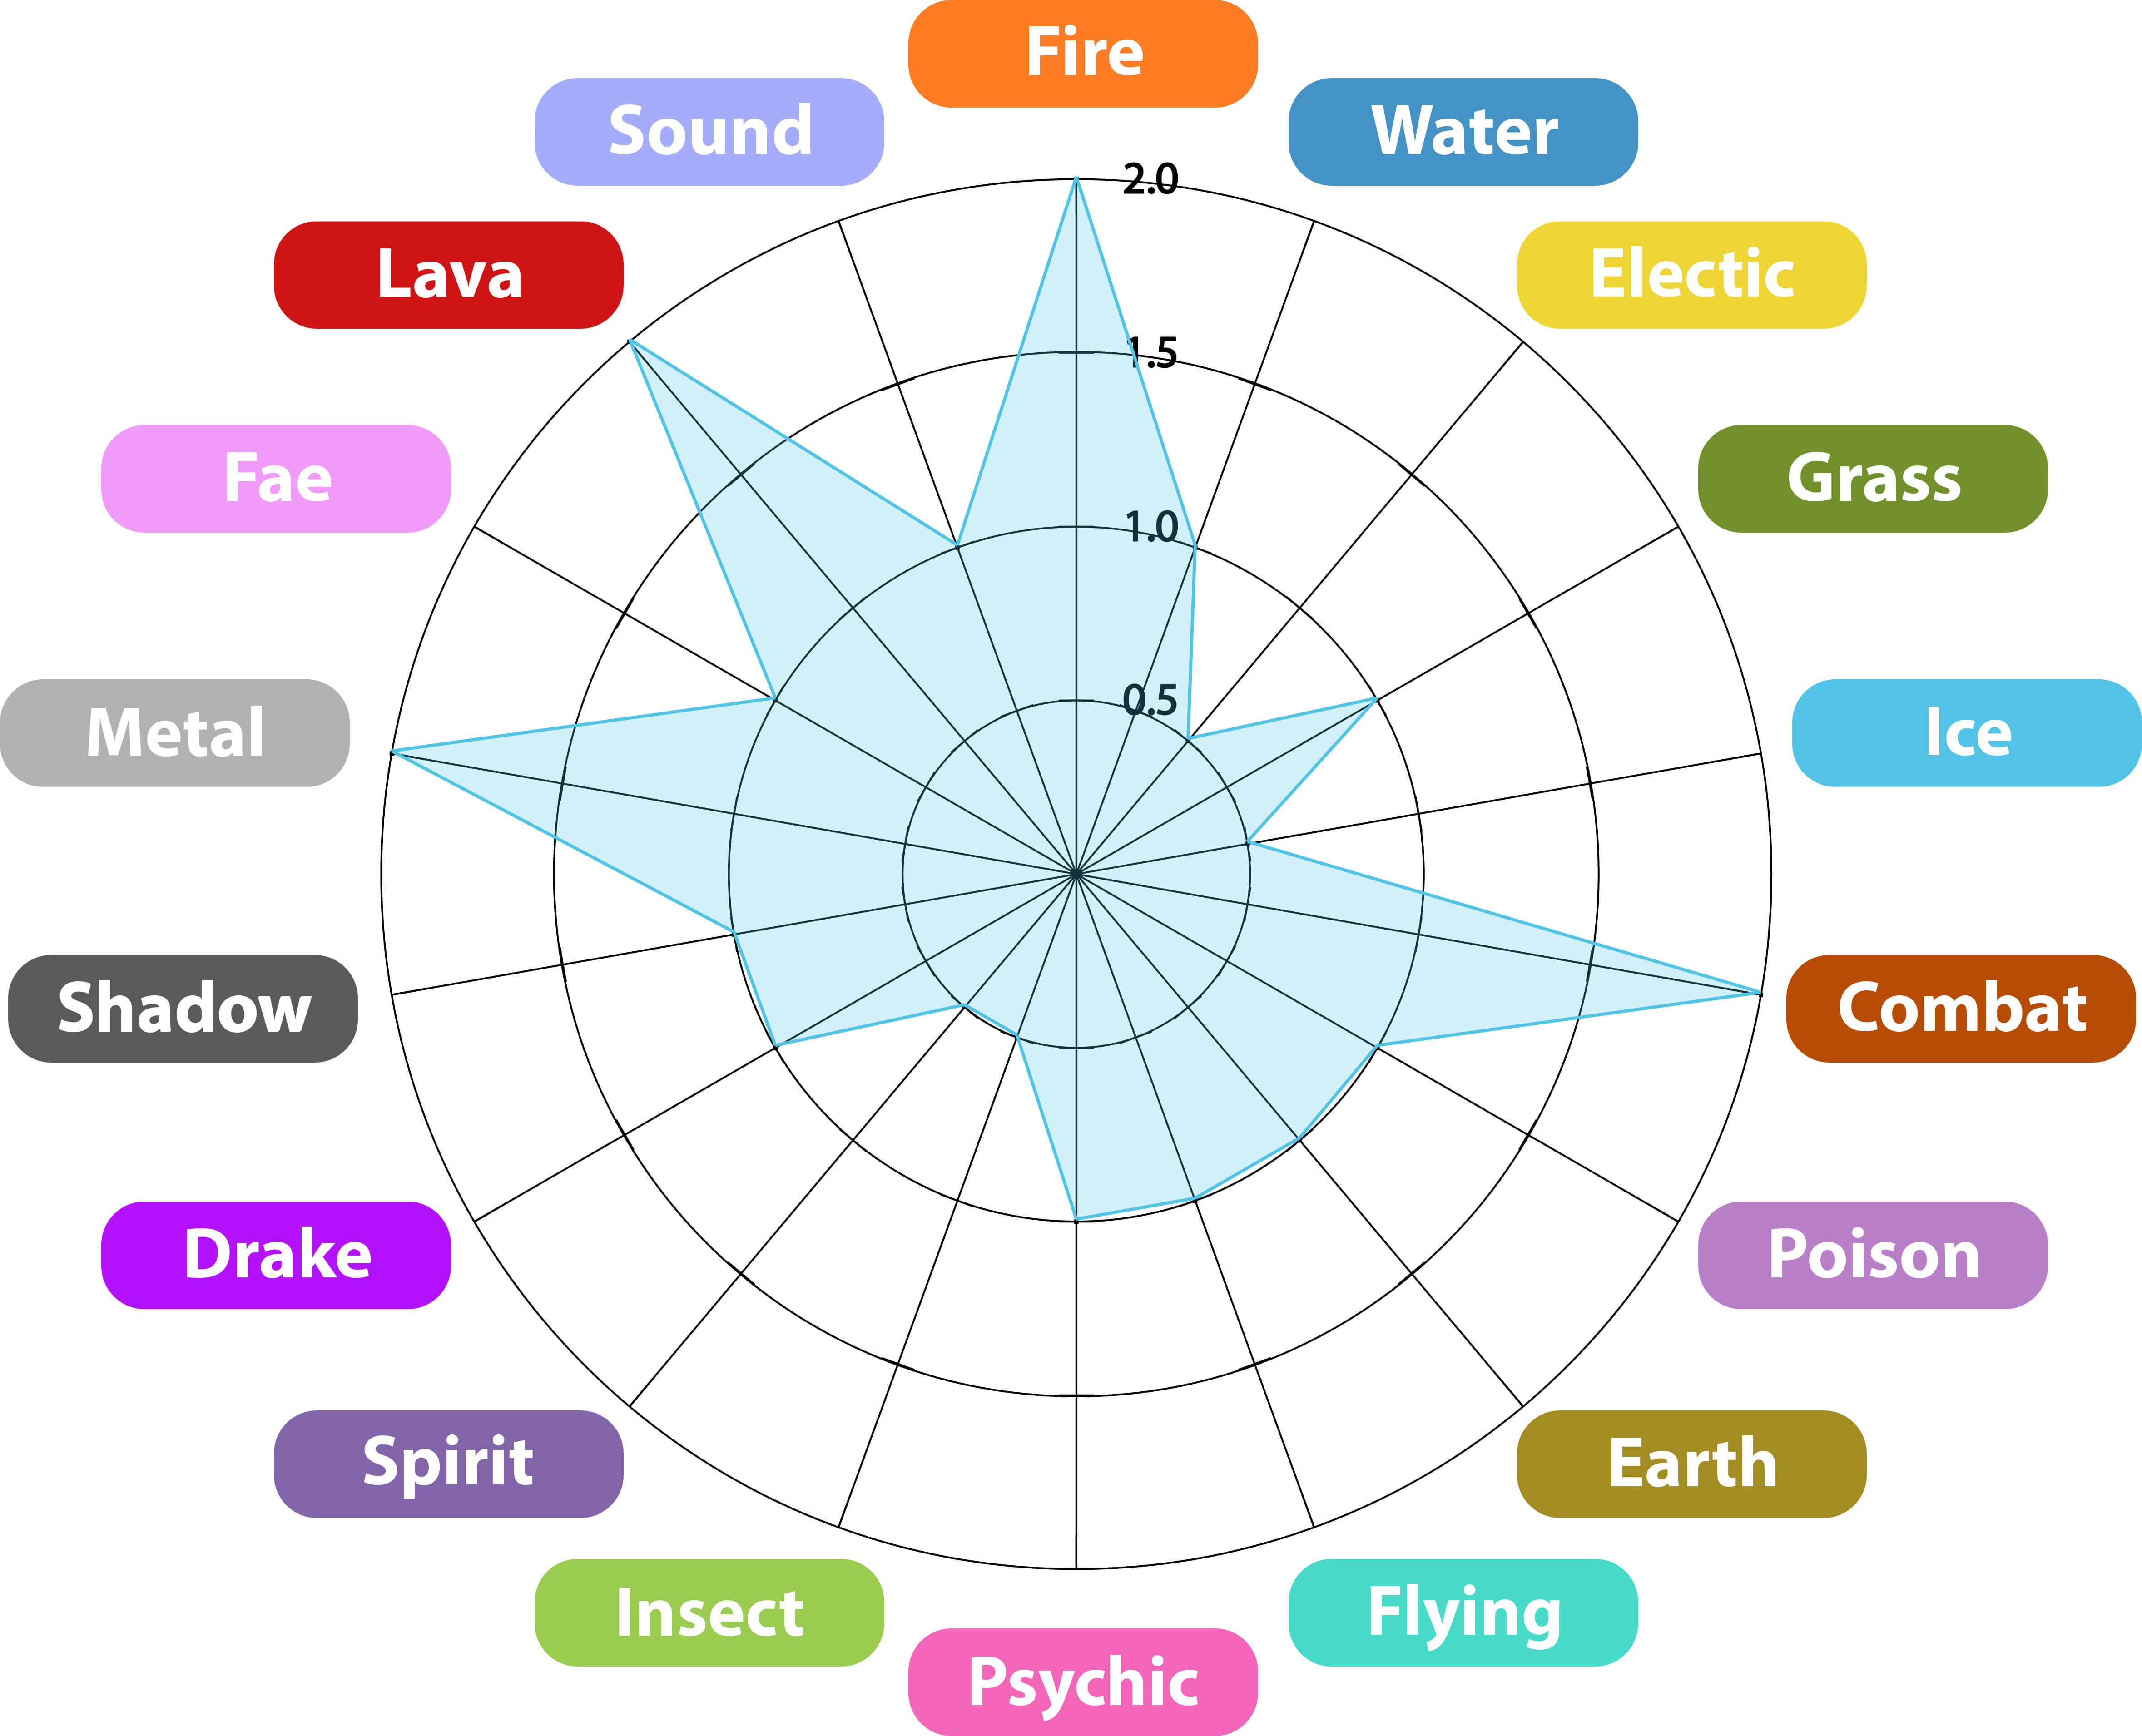 Fire
Sound
Water
2.0
Lava
Electic
1.5
Fae
Grass
1.0
Metal
Ice
0.5
Shadow
Combat
Drake
Poison
Spirit
Earth
Insect
Flying
Psychic